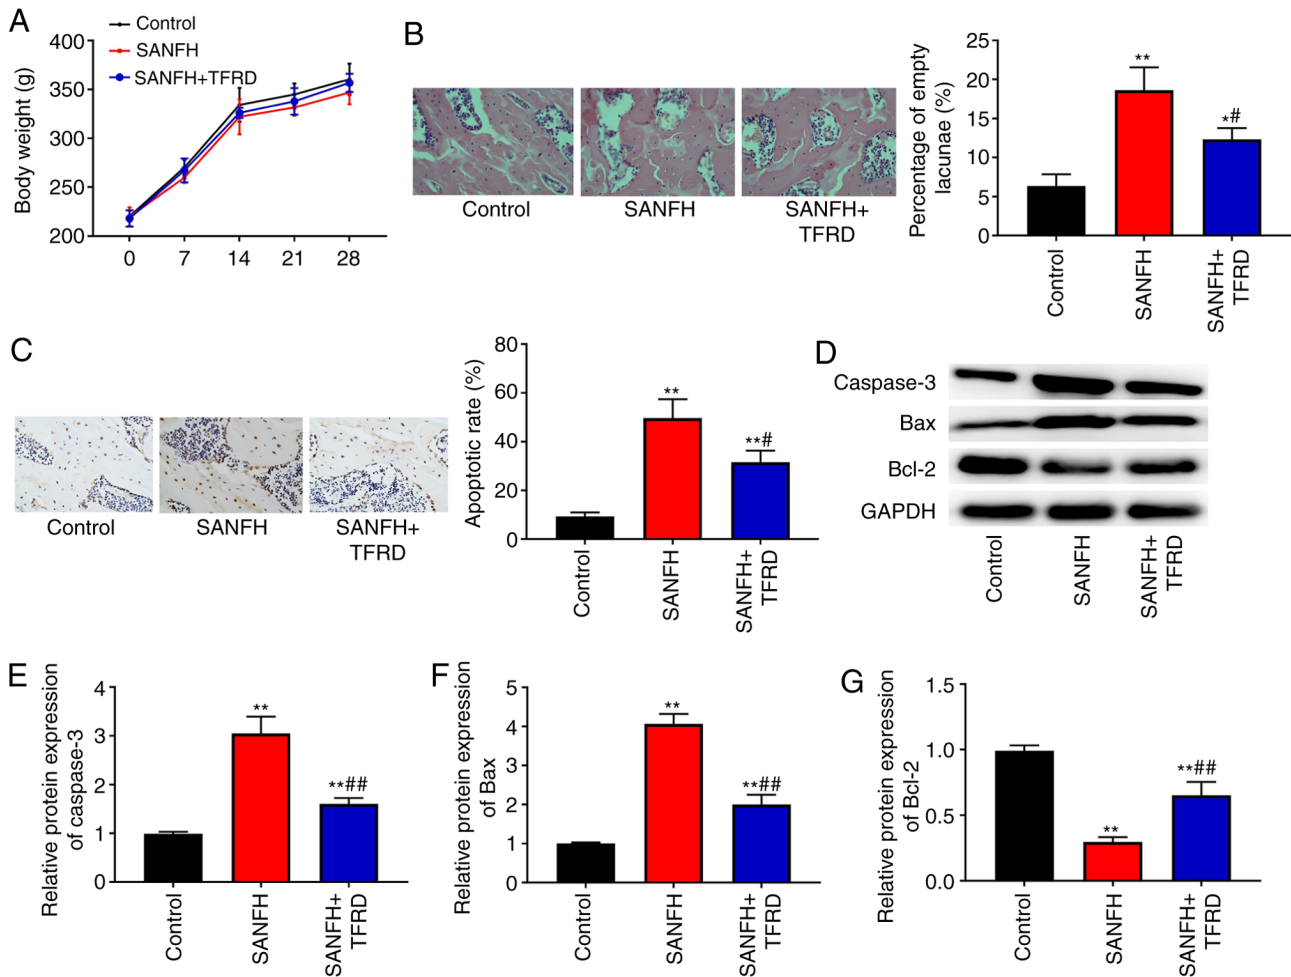 A
Control
SANFH
SANFH+TFRD
Body weight (g)
400
350
300
250
200
0 7 14 21 28
B
Control
SANFH
SANFH+
TFRD
Percentage of empty
lacunae (%)
25
20
15
10
5
0
**
*#
Control
SANFH
SANFH+
TFRD
C
Control
SANFH
SANFH+
TFRD
Apoptotic rate (%)
80
60
40
20
0
**
**#
Control
SANFH
SANFH+
TFRD
D
Caspase-3
Bax
Bcl-2
GAPDH
Control
SANFH
SANFH+
TFRD
E
Relative protein expression
of caspase-3
4
3
2
1
0
**
**##
Control
SANFH
SANFH+
TFRD
F
Relative protein expression
of Bax
5
4
3
2
1
0
**
**##
Control
SANFH
SANFH+
TFRD
G
Relative protein expression
of Bcl-2
1.5
1.0
0.5
0.0
**
**##
Control
SANFH
SANFH+
TFRD